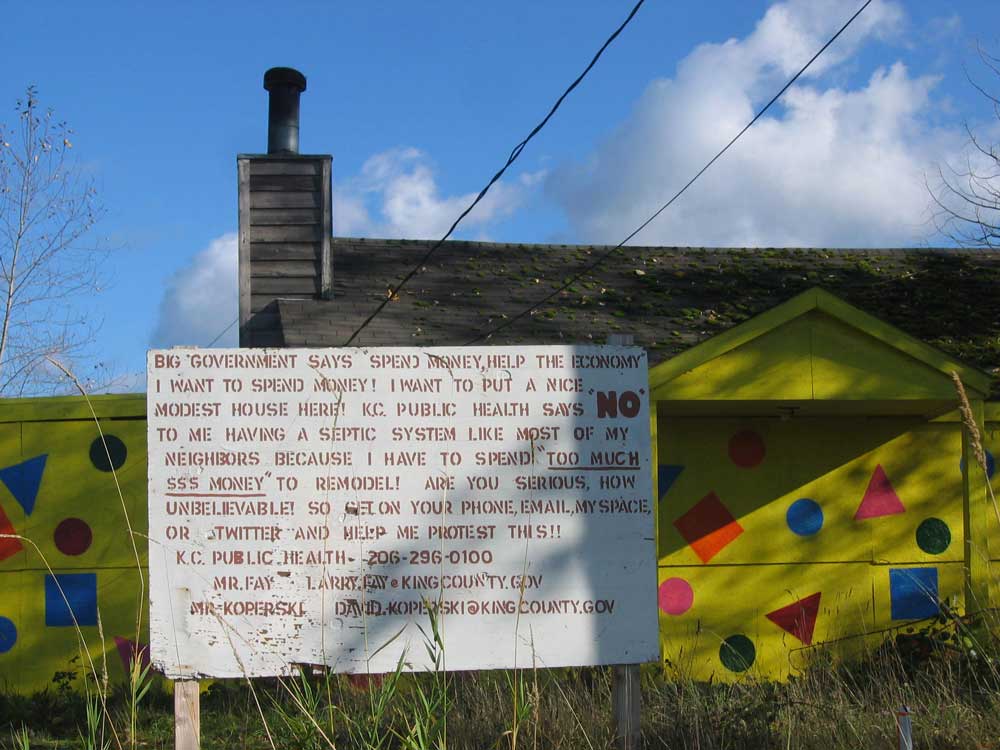 BIG "GOVERNMENT SAYS "SPEND MONEY, HELP THE ECONOMY"
I WANT TO SPEND MONEY! I WANT TO PUT A NICE
MODEST HOUSE HERE! K.C. PUBLIC HEALTH SAYS "NO"
TO ME HAVING A SEPTIC SYSTEM LIKE MOST OF MY
NEIGHBORS BECAUSE I HAVE TO SPEND "TOO MUCH
$$$ MONEY" TO REMODEL! ARE YOU SERIOUS, HOW
UNBELIEVABLE! SO GET ON YOUR PHONE, EMAIL, MYSPACE,
OR TWITTER AND HELP ME PROTEST THIS!!
K.C. PUBLIC HEALTH - 206-296-0100
MR. FAY - LARRY.FAY@KINGCOUNTY.GOV
MR. KOPERSKI DAVID.KOPERSKI@KINGCOUNTY.GOV